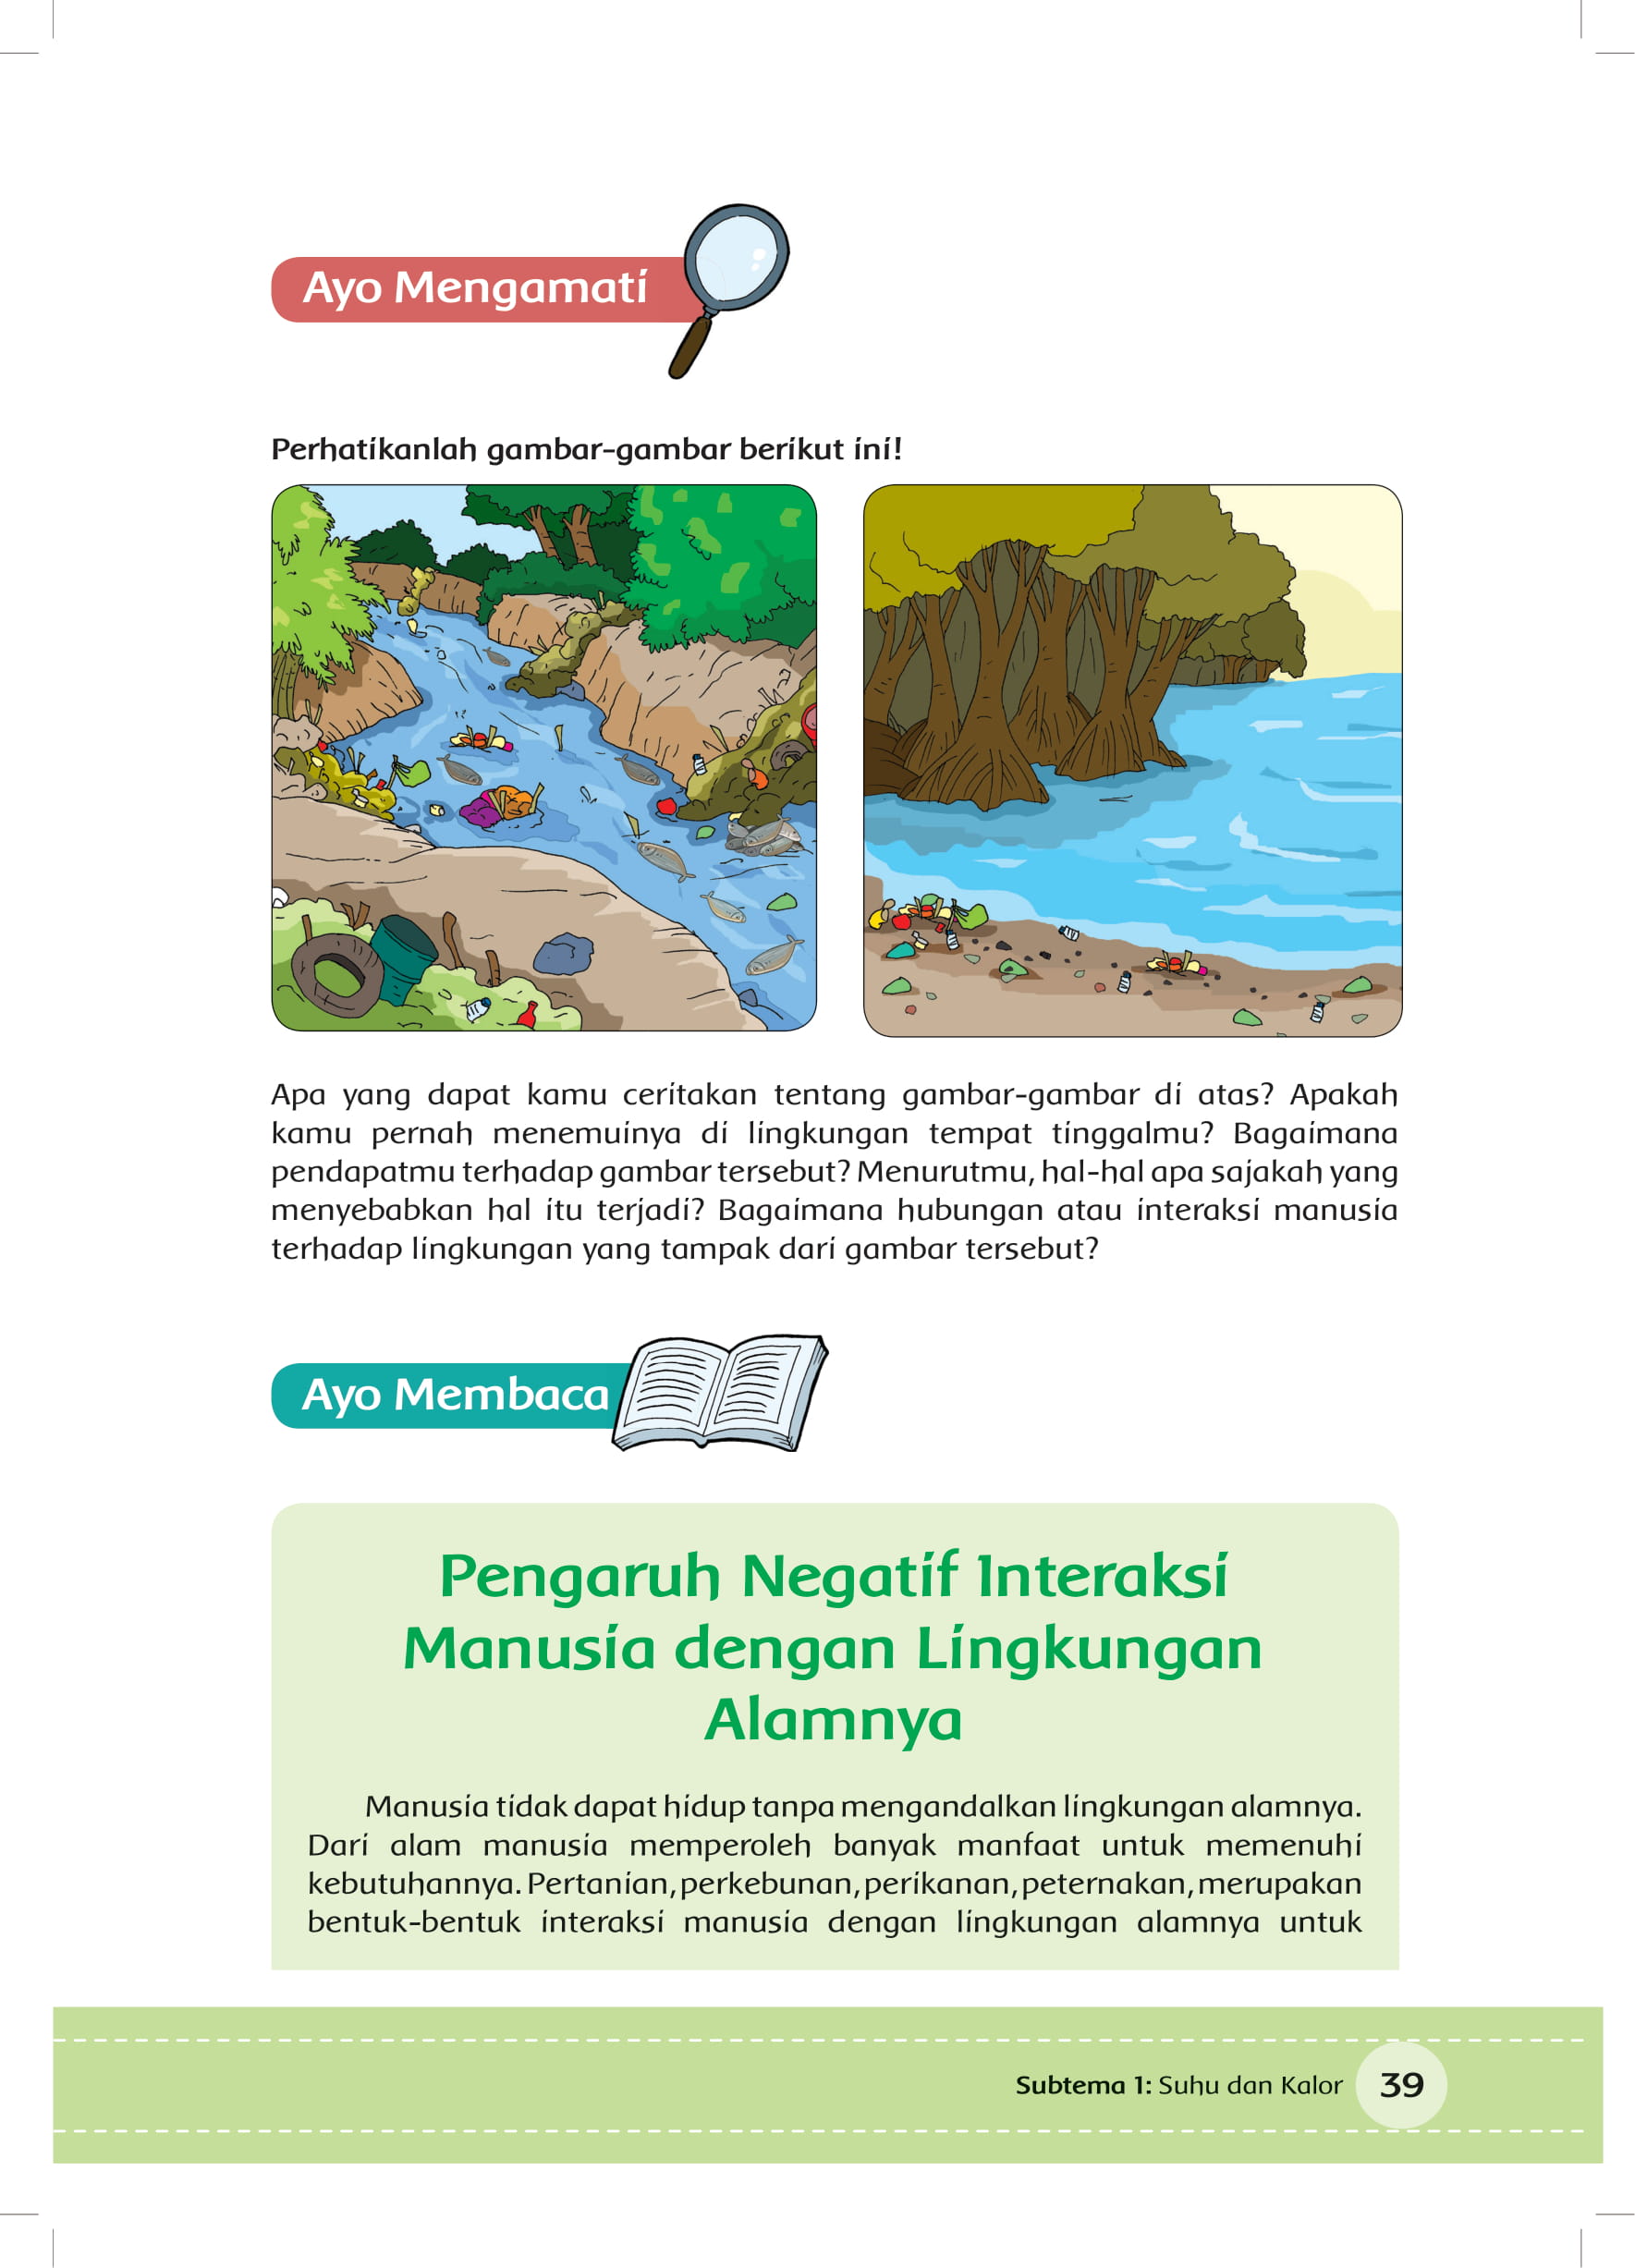 Ayo Mengamati
Perhatikanlah gambar-gambar berikut ini!
Apa yang dapat kamu ceritakan tentang gambar-gambar di atas? Apakah
kamu pernah menemuinya di lingkungan tempat tinggalmu? Bagaimana
pendapatmu terhadap gambar tersebut? Menurutmu, hal-hal apa sajakah yang
menyebabkan hal itu terjadi? Bagaimana hubungan atau interaksi manusia
terhadap lingkungan yang tampak dari gambar tersebut?
Ayo Membaca
Pengaruh Negatif Interaksi
Manusia dengan Lingkungan
Alamnya
Manusia tidak dapat hidup tanpa mengandalkan lingkungan alamnya.
Dari alam manusia memperoleh banyak manfaat untuk memenuhi
kebutuhannya. Pertanian, perkebunan, perikanan, peternakan, merupakan
bentuk-bentuk interaksi manusia dengan lingkungan alamnya untuk
Subtema 1: Suhu dan Kalor 39